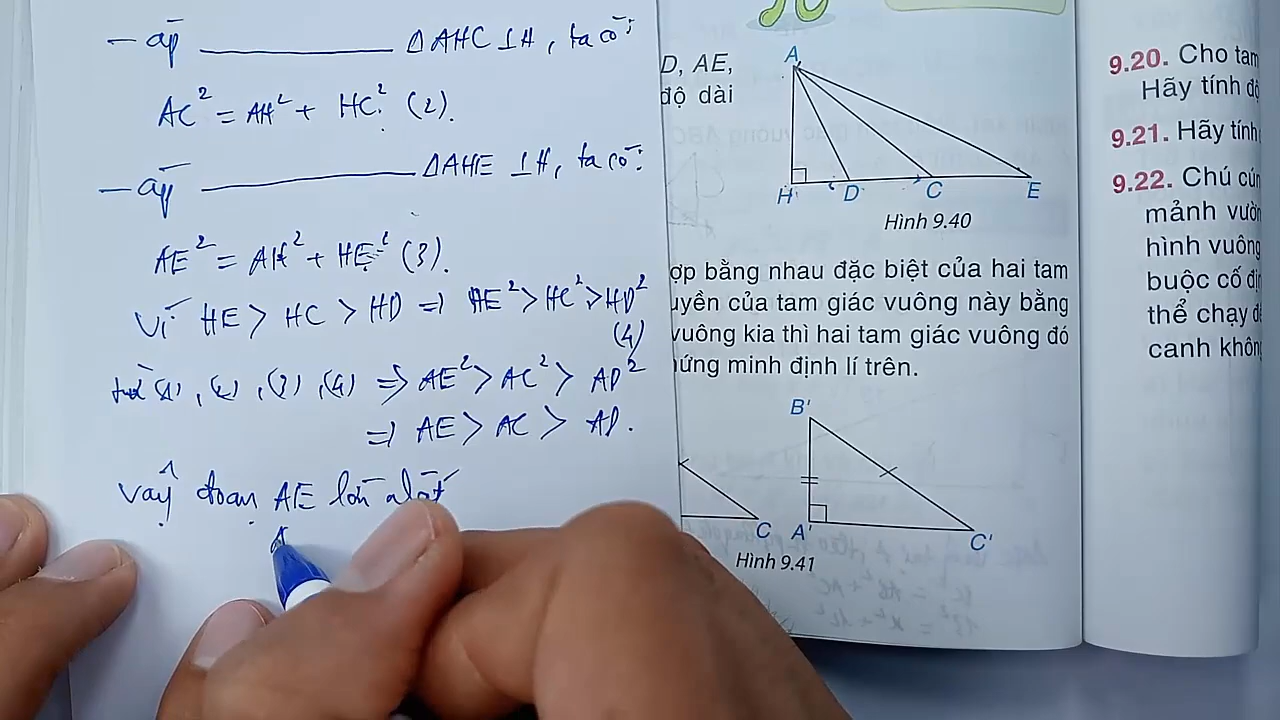 - áp ΔAHC ⊥H, ta có:
AC² = AH² + HC² (2).
- áp ΔAHE ⊥H, ta có:
AE² = AH² + HE² (3).
Vì HE > HC > HD => HE² > HC² > HD²
(4)
từ (1), (2), (3), (4) => AE² > AC² > AD²
=> AE > AC > AD.
Vậy đoạn AE lớn nhất
A
D, AE,
độ dài
A
H D C E
Hình 9.40
ợp bằng nhau đặc biệt của hai tam
uyền của tam giác vuông này bằng
vuông kia thì hai tam giác vuông đó
ứng minh định lí trên.
B'
C A' C'
Hình 9.41
9.20. Cho tam
Hãy tính độ
9.21. Hãy tính
9.22. Chú cún
mảnh vườn
hình vuông
buộc cố địn
thể chạy đ
canh khôn